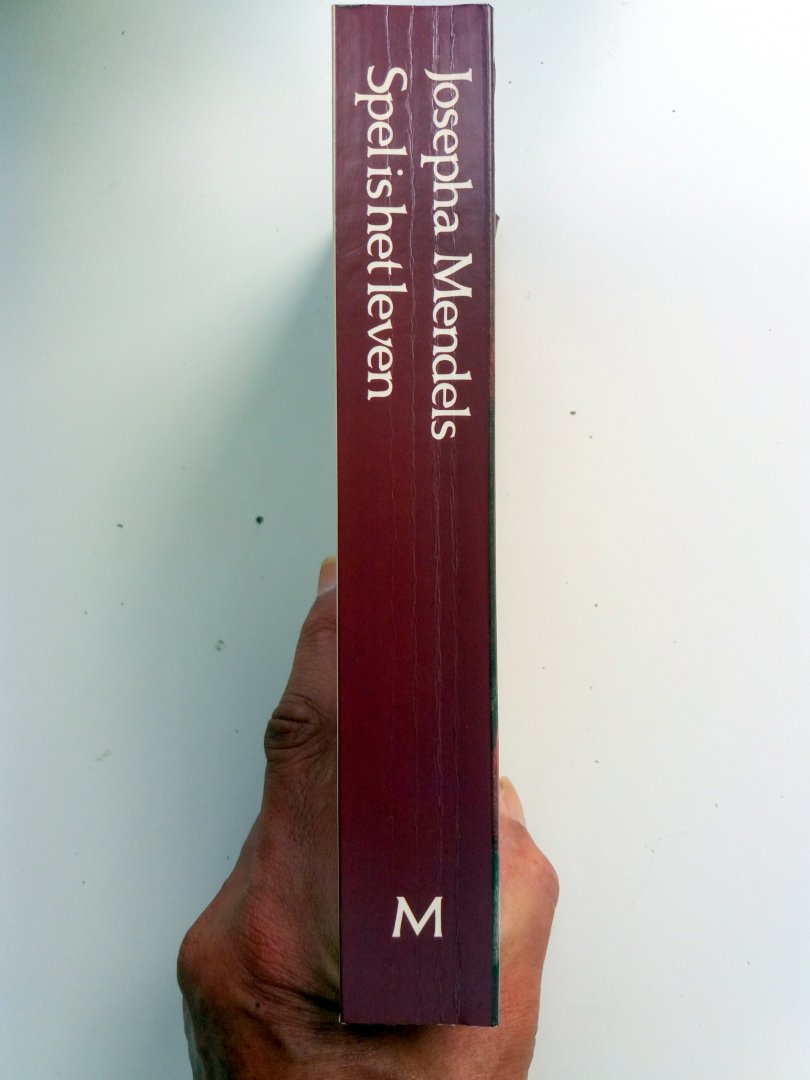 Josepha Mendels
Spel is het leven
M